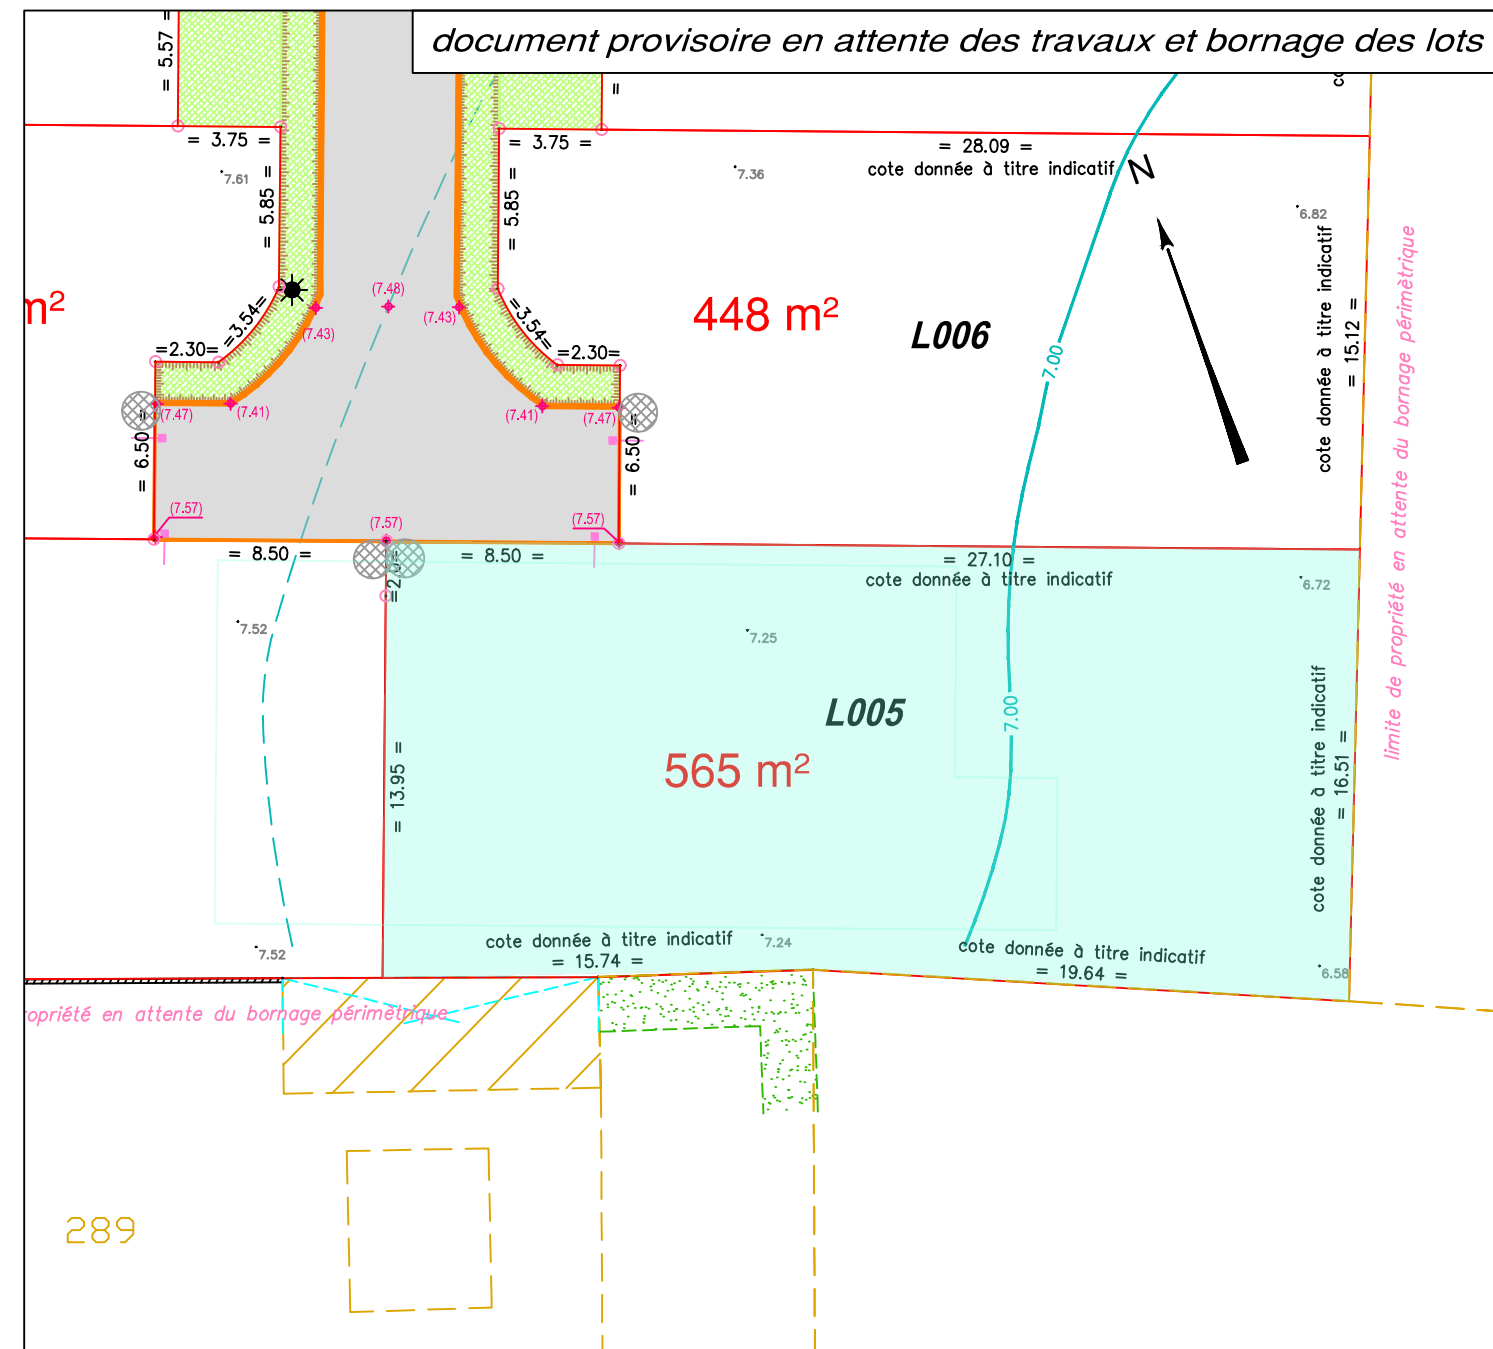 document provisoire en attente des travaux et bornage des lots
= 5.57 =
= 3.75 =
= 3.75 =
= 28.09 =
cote donnée à titre indicatif
N
7.61
7.36
6.82
= 5.85 =
= 5.85 =
(7.48)
(7.43)
(7.43)
m²
448 m²
L006
=3.54=
=3.54=
=2.30=
=2.30=
7.00
cote donnée à titre indicatif
= 15.12 =
limite de propriété en attente du bornage périmètrique
(7.47)
(7.41)
(7.41)
(7.47)
= 6.50 =
= 6.50 =
(7.57)
(7.57)
(7.57)
= 8.50 =
= 8.50 =
= 27.10 =
cote donnée à titre indicatif
6.72
7.52
7.25
L005
7.00
565 m²
= 13.95 =
cote donnée à titre indicatif
= 16.51 =
7.52
cote donnée à titre indicatif
= 15.74 =
7.24
cote donnée à titre indicatif
= 19.64 =
6.58
opriété en attente du bornage périmètrique
289